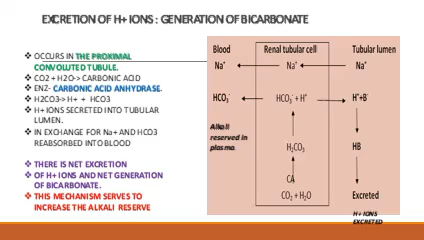 EXCRETION OF H+ IONS : GENERATION OF BICARBONATE
❖ OCCURS IN THE PROXIMAL
CONVOLUTED TUBULE.
❖ CO2 + H2O-> CARBONIC ACID
❖ ENZ- CARBONIC ACID ANHYDRASE.
❖ H2CO3-> H+ + HCO3
❖ H+ IONS SECRETED INTO TUBULAR
LUMEN.
❖ IN EXCHANGE FOR Na+ AND HCO3
REABSORBED INTO BLOOD
❖ THERE IS NET EXCRETION
❖ OF H+ IONS AND NET GENERATION
OF BICARBONATE.
❖ THIS MECHANISM SERVES TO
INCREASE THE ALKALI RESERVE
Blood Renal tubular cell Tubular lumen
Na⁺ Na⁺ Na⁺
HCO₃⁻ HCO₃⁻ + H⁺ H⁺+B⁻
Alkali
reserved in
plasma.
H₂CO₃ HB
CA
CO₂ + H₂O Excreted
H+ IONS
EXCRETED